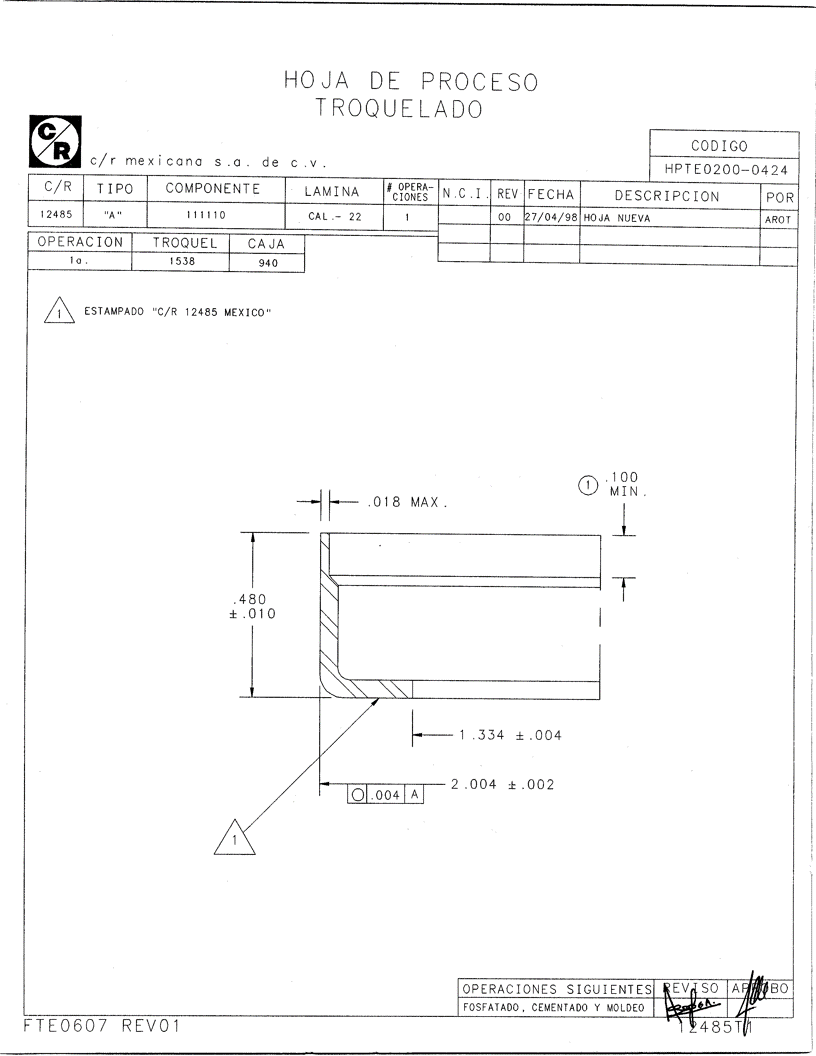 HOJA DE PROCESO
TROQUELADO
C/R
c/r mexicana s.a. de c.v.
CODIGO
HPTE0200-0424
C/R TIPO COMPONENTE LAMINA # OPERA-CIONES N.C.I. REV FECHA DESCRIPCION POR
12485 "A" 111110 CAL.- 22 1 00 27/04/98 HOJA NUEVA AROT
OPERACION TROQUEL CAJA
1a. 1538 940
1 ESTAMPADO "C/R 12485 MEXICO"
1 .100
MIN.
.018 MAX.
.480
±.010
1.334 ±.004
2.004 ±.002
.004 A
1
OPERACIONES SIGUIENTES REVISO APROBO
FOSFATADO, CEMENTADO Y MOLDEO
FTE0607 REV01
12485T1